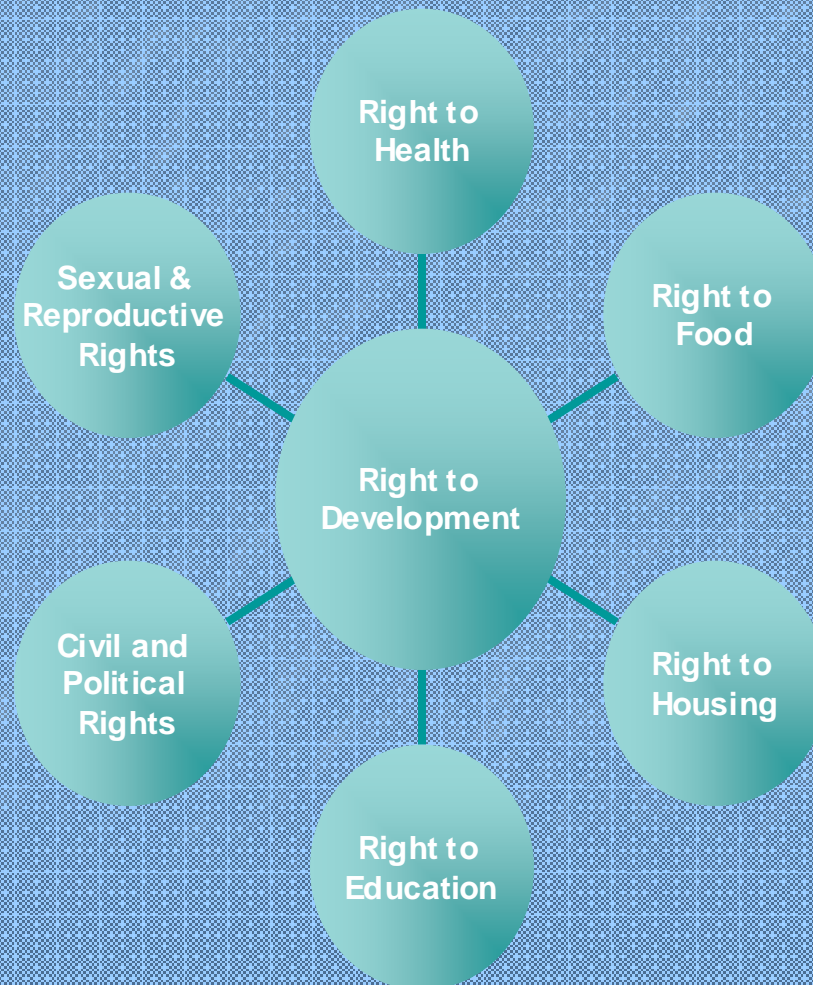 Right to
Health
Sexual &
Reproductive
Rights
Right to
Food
Right to
Development
Civil and
Political
Rights
Right to
Housing
Right to
Education